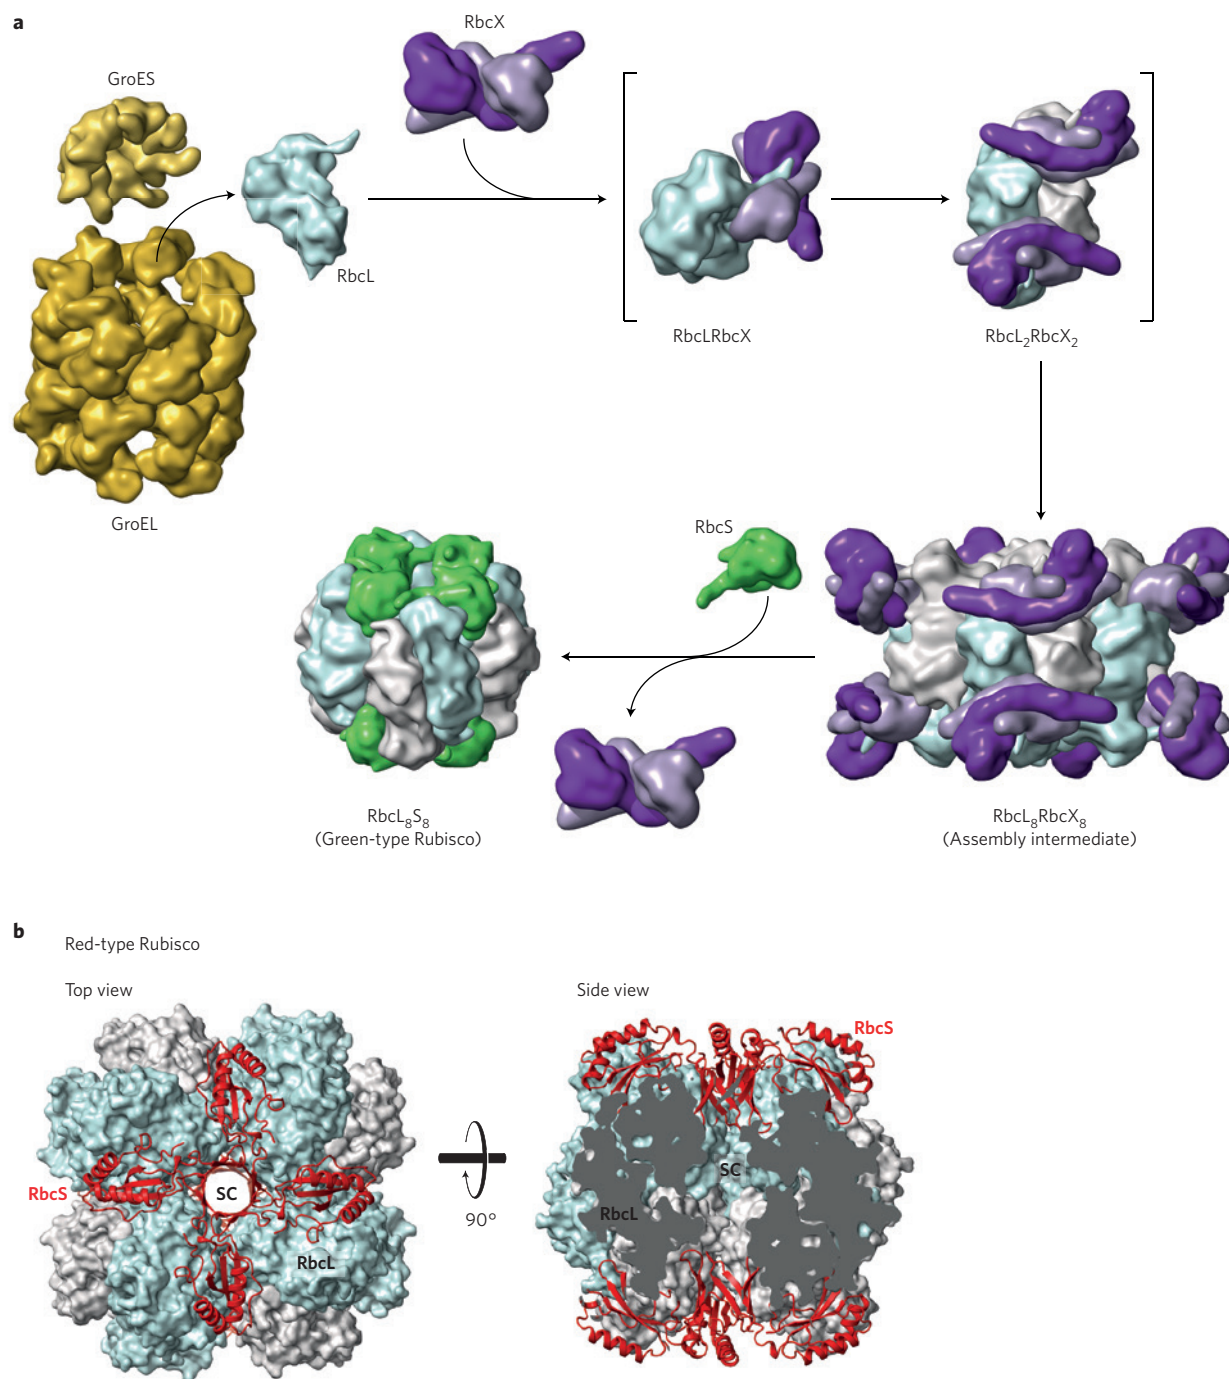 a
RbcX
GroES
RbcL
RbcLRbcX
RbcL₂RbcX₂
GroEL
RbcS
RbcL₈S₈
(Green-type Rubisco)
RbcL₈RbcX₈
(Assembly intermediate)
b
Red-type Rubisco
Top view
Side view
RbcS
SC
RbcL
90°
RbcS
SC
RbcL